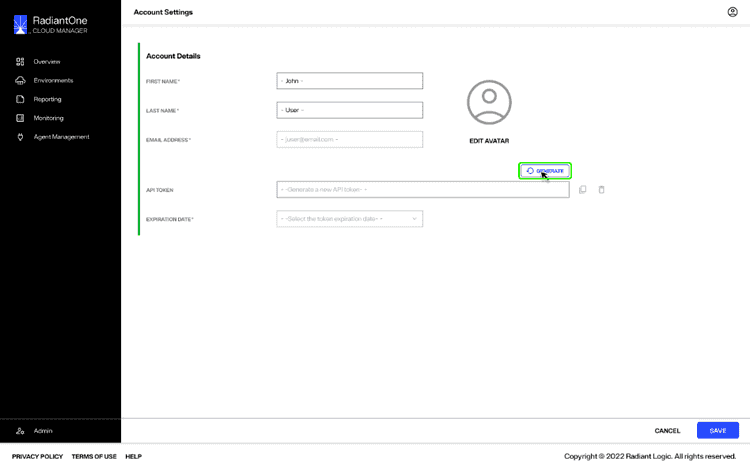 RadiantOne
CLOUD MANAGER
Account Settings
Overview
Environments
Reporting
Monitoring
Agent Management
Account Details
FIRST NAME*
- John -
LAST NAME*
- User -
EMAIL ADDRESS*
- juser@email.com -
EDIT AVATAR
GENERATE
API TOKEN
- -Generate a new API token- -
EXPIRATION DATE*
- -Select the token expiration date- -
Admin
CANCEL
SAVE
PRIVACY POLICY TERMS OF USE HELP
Copyright © 2022 Radiant Logic. All rights reserved.